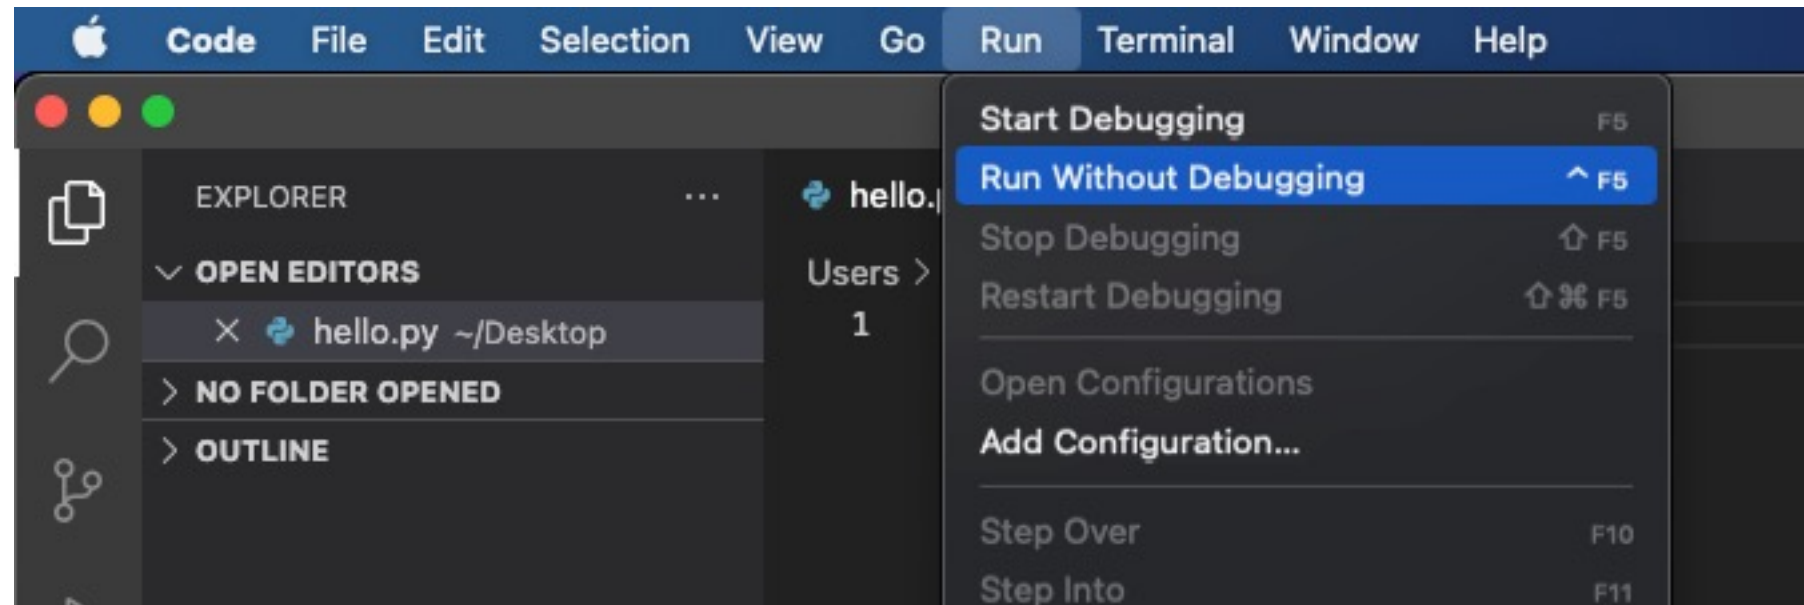 Code File Edit Selection View Go Run Terminal Window Help
EXPLORER ...
OPEN EDITORS
hello.py ~/Desktop
NO FOLDER OPENED
OUTLINE
Users >
1
Start Debugging F5
Run Without Debugging ^ F5
Stop Debugging ⇧ F5
Restart Debugging ⇧ ⌘ F5
Open Configurations
Add Configuration...
Step Over F10
Step Into F11